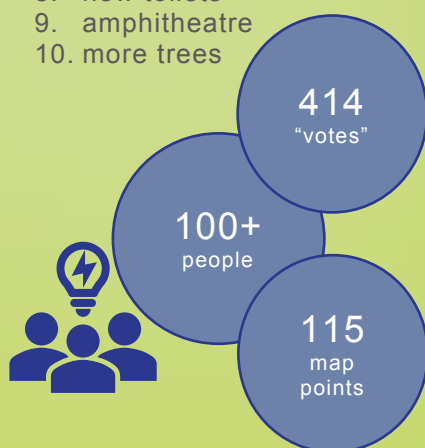 9. amphitheatre
10. more trees
414
“votes”
100+
people
115
map
points